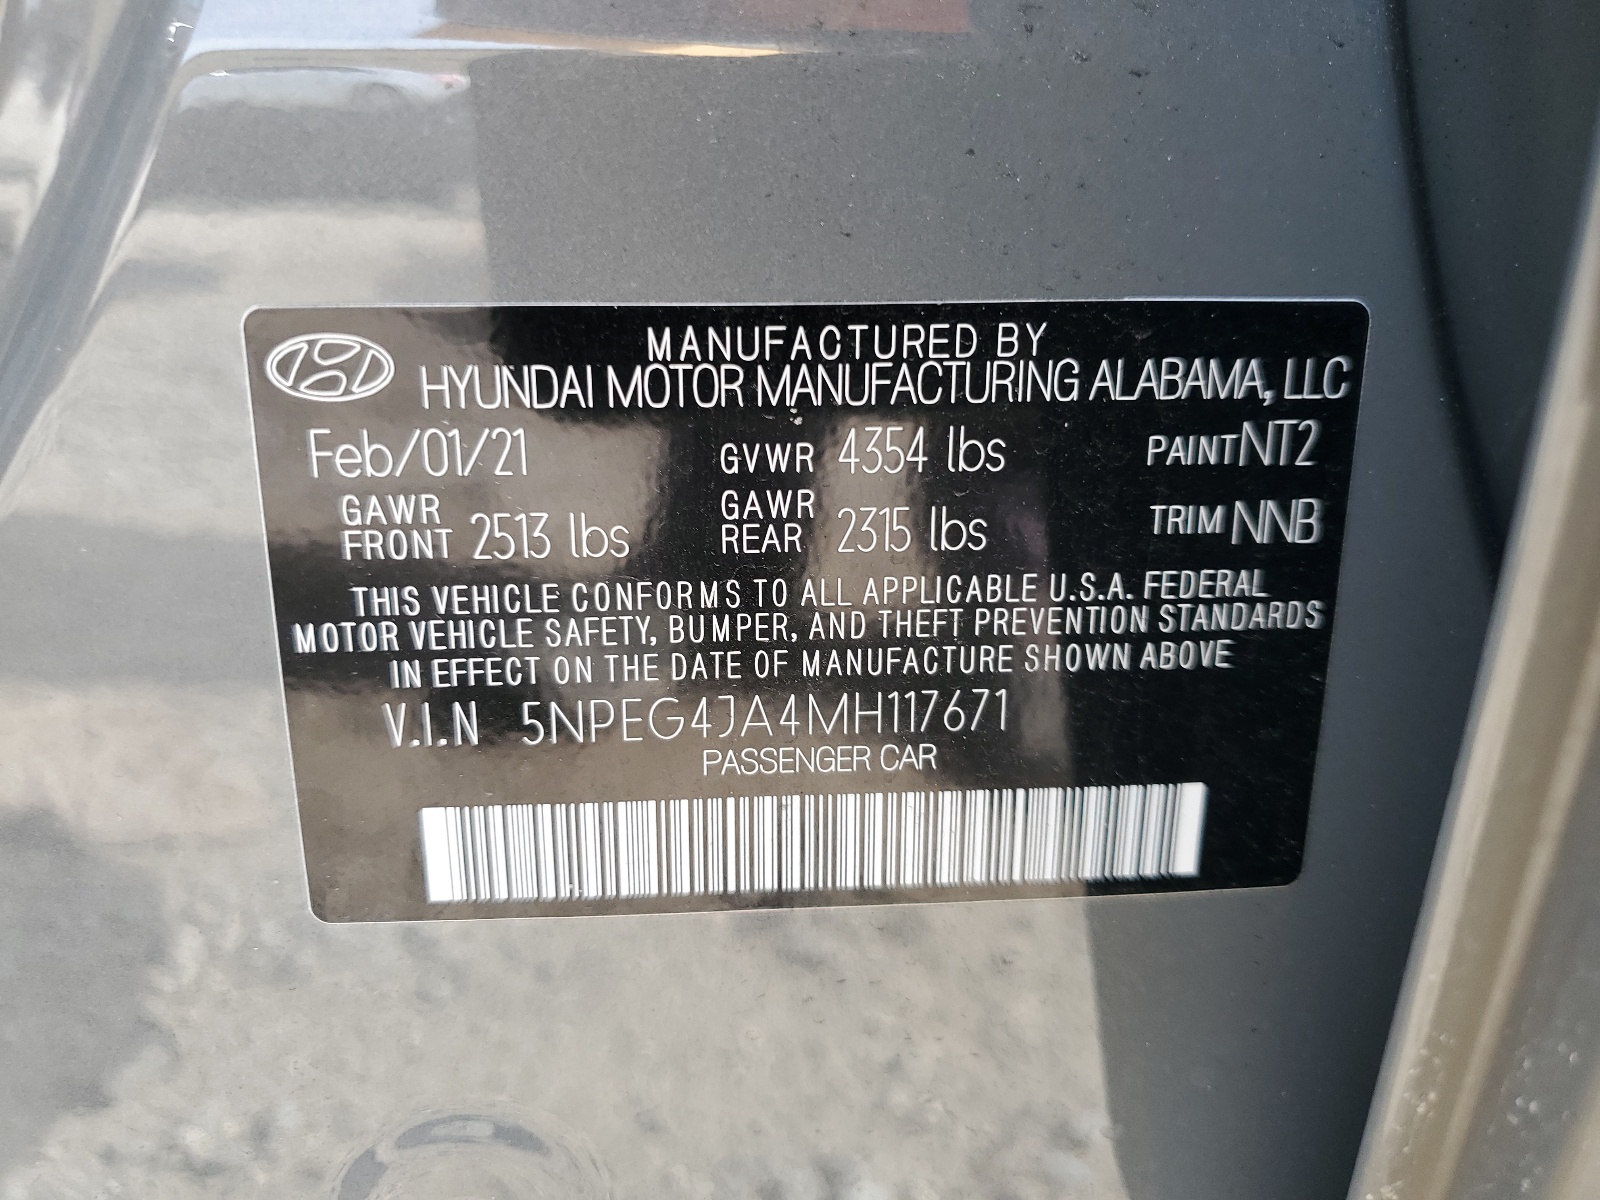 MANUFACTURED BY
HYUNDAI MOTOR MANUFACTURING ALABAMA, LLC
Feb/01/21 GVWR 4354 lbs PAINT NT2
GAWR FRONT 2513 lbs GAWR REAR 2315 lbs TRIM NNB
THIS VEHICLE CONFORMS TO ALL APPLICABLE U.S.A. FEDERAL
MOTOR VEHICLE SAFETY, BUMPER, AND THEFT PREVENTION STANDARDS
IN EFFECT ON THE DATE OF MANUFACTURE SHOWN ABOVE
V.I.N 5NPEG4JA4MH117671
PASSENGER CAR